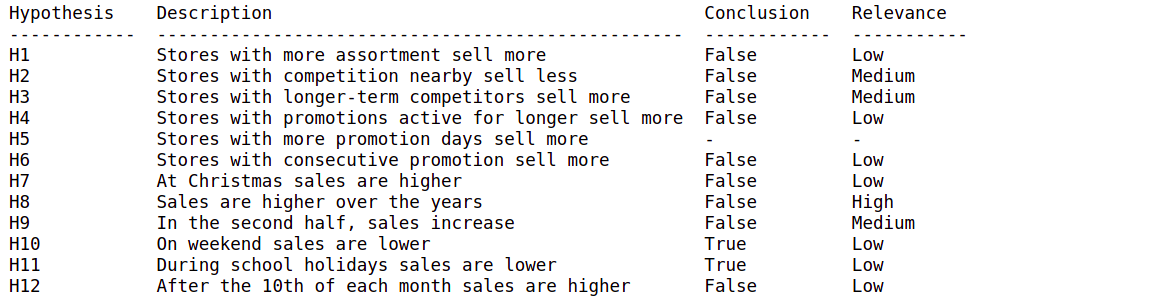 Hypothesis    Description                                         Conclusion    Relevance
------------  --------------------------------------------------  ------------  -----------
H1            Stores with more assortment sell more               False         Low
H2            Stores with competition nearby sell less            False         Medium
H3            Stores with longer-term competitors sell more       False         Medium
H4            Stores with promotions active for longer sell more  False         Low
H5            Stores with more promotion days sell more           -             -
H6            Stores with consecutive promotion sell more         False         Low
H7            At Christmas sales are higher                       False         Low
H8            Sales are higher over the years                     False         High
H9            In the second half, sales increase                  False         Medium
H10           On weekend sales are lower                          True          Low
H11           During school holidays sales are lower              True          Low
H12           After the 10th of each month sales are higher       False         Low